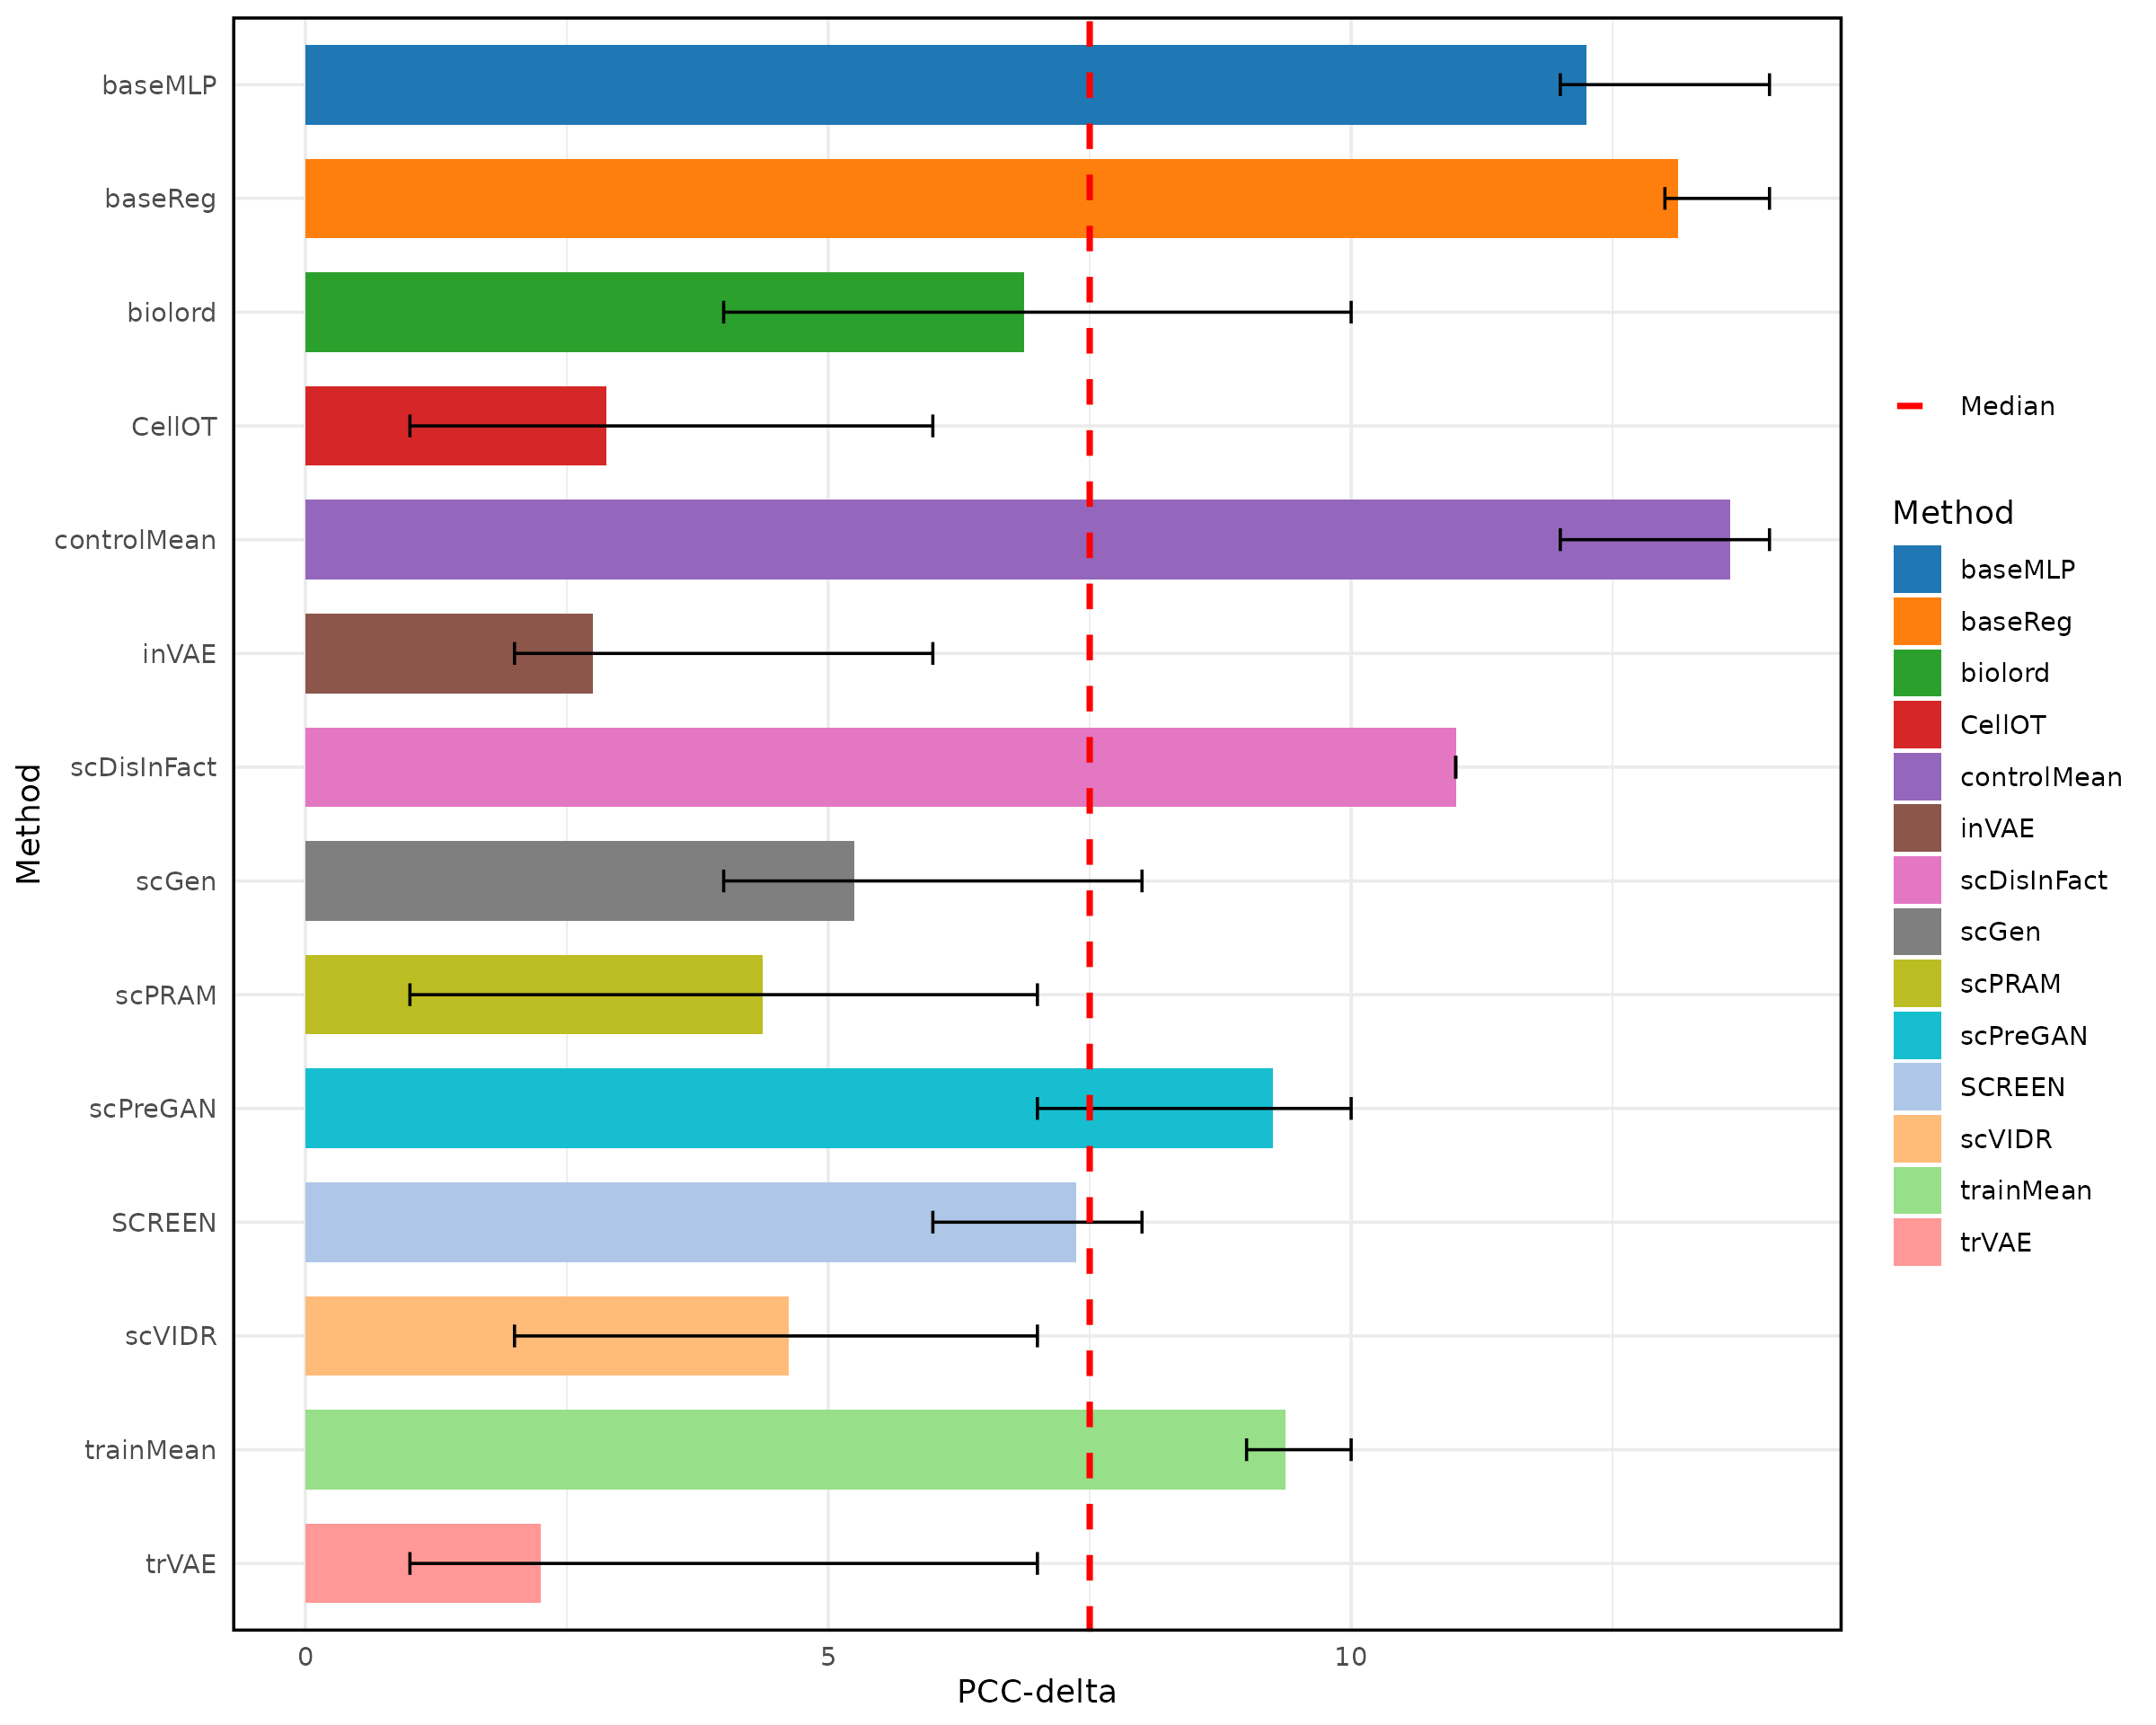 baseMLP
baseReg
biolord
CellOT
controlMean
inVAE
scDisInFact
scGen
scPRAM
scPreGAN
SCREEN
scVIDR
trainMean
trVAE
Method
0 5 10
PCC-delta
Median
Method
baseMLP
baseReg
biolord
CellOT
controlMean
inVAE
scDisInFact
scGen
scPRAM
scPreGAN
SCREEN
scVIDR
trainMean
trVAE